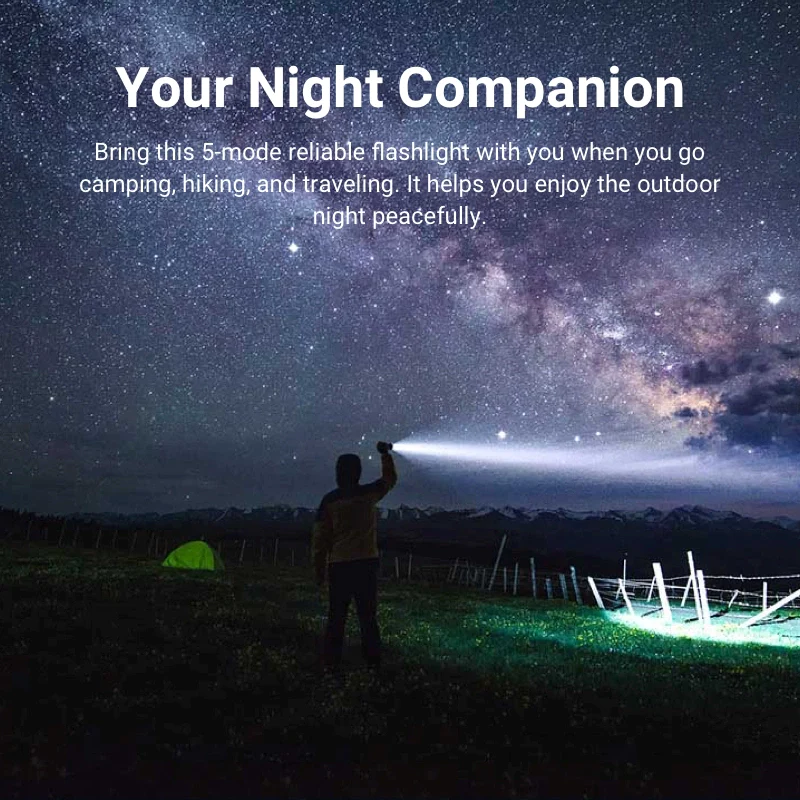 Your Night Companion
Bring this 5-mode reliable flashlight with you when you go
camping, hiking, and traveling. It helps you enjoy the outdoor
night peacefully.